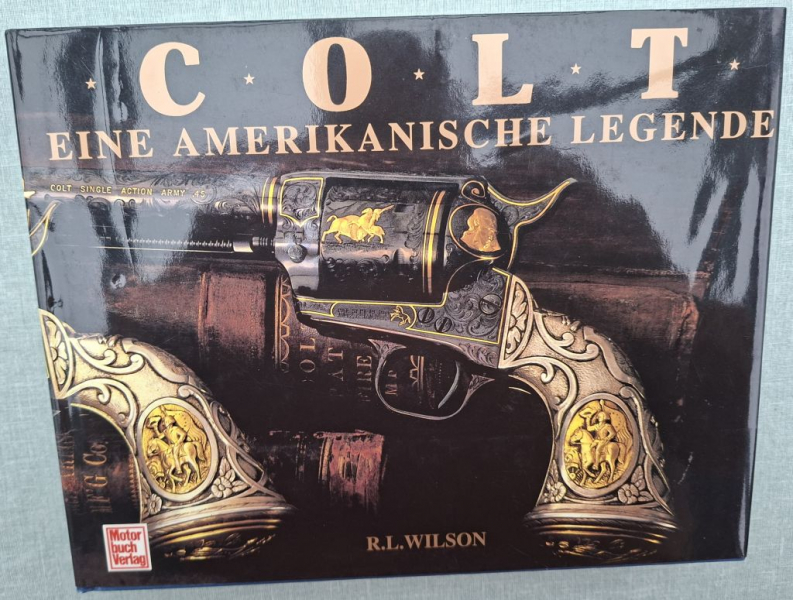 C O L T
EINE AMERIKANISCHE LEGENDE
COLT SINGLE ACTION ARMY 45
R.L.WILSON
Motor
buch
Verlag